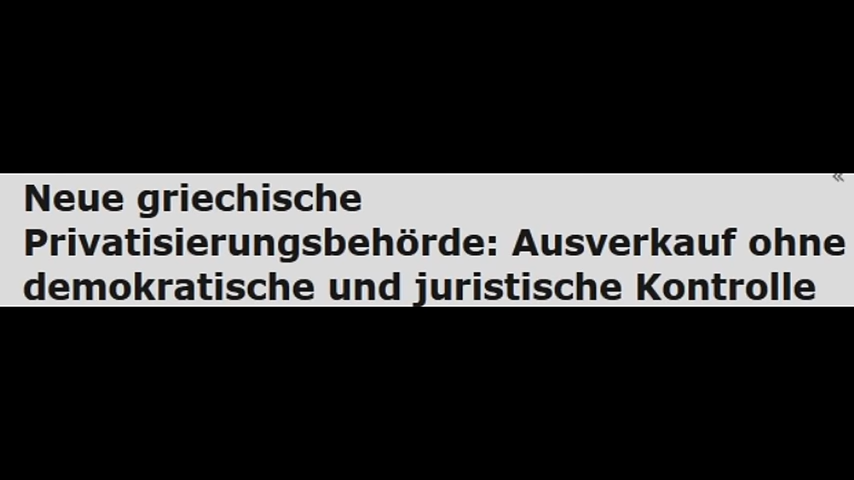 «
Neue griechische
Privatisierungsbehörde: Ausverkauf ohne
demokratische und juristische Kontrolle